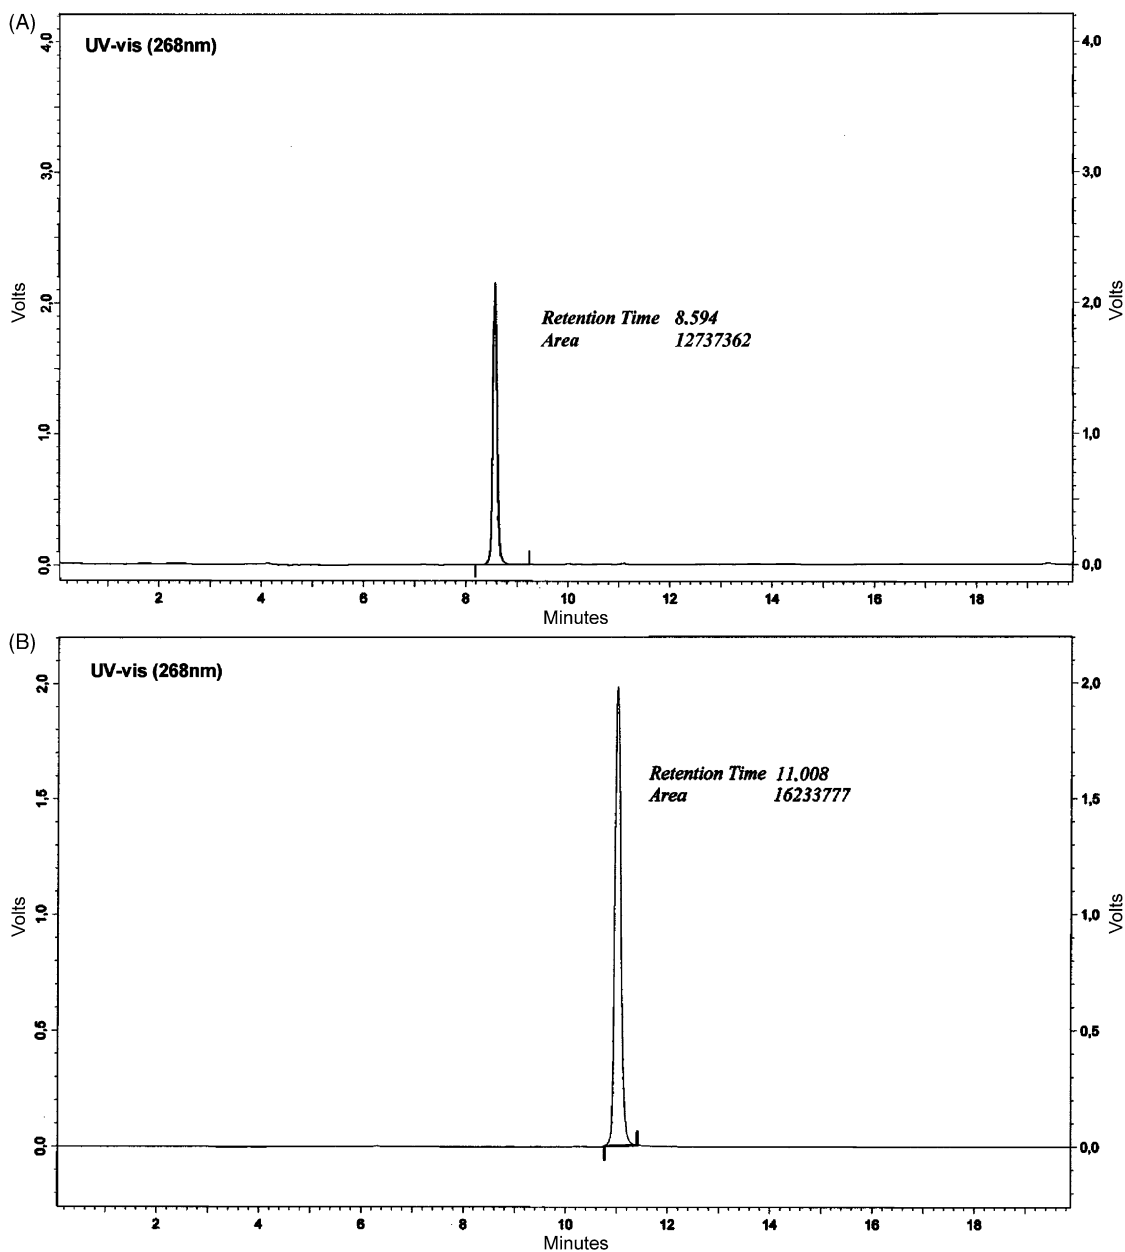 (A)
UV-vis (268nm)
4,0
3,0
2,0
1,0
0,0
Volts
4,0
3,0
2,0
1,0
0,0
Volts
Retention Time 8.594
Area 12737362
2 4 6 8 10 12 14 16 18
Minutes
(B)
UV-vis (268nm)
2,0
1,5
1,0
0,5
0,0
Volts
2,0
1,5
1,0
0,5
0,0
Volts
Retention Time 11.008
Area 16233777
2 4 6 8 10 12 14 16 18
Minutes